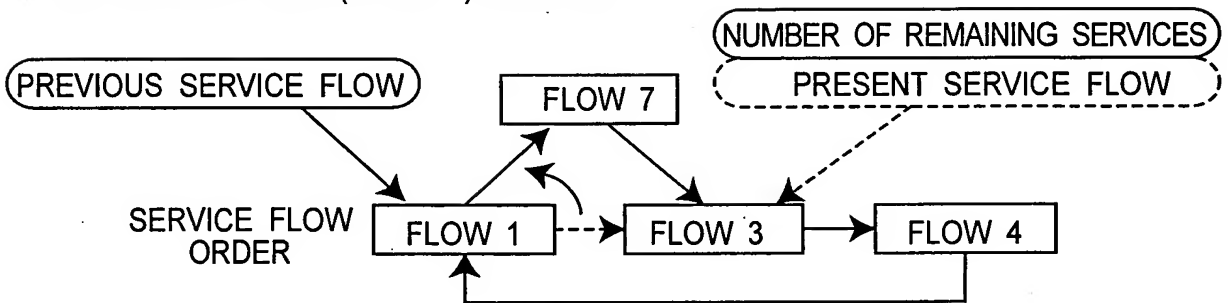 NUMBER OF REMAINING SERVICES
PREVIOUS SERVICE FLOW
PRESENT SERVICE FLOW
FLOW 7
SERVICE FLOW
ORDER
FLOW 1
FLOW 3
FLOW 4